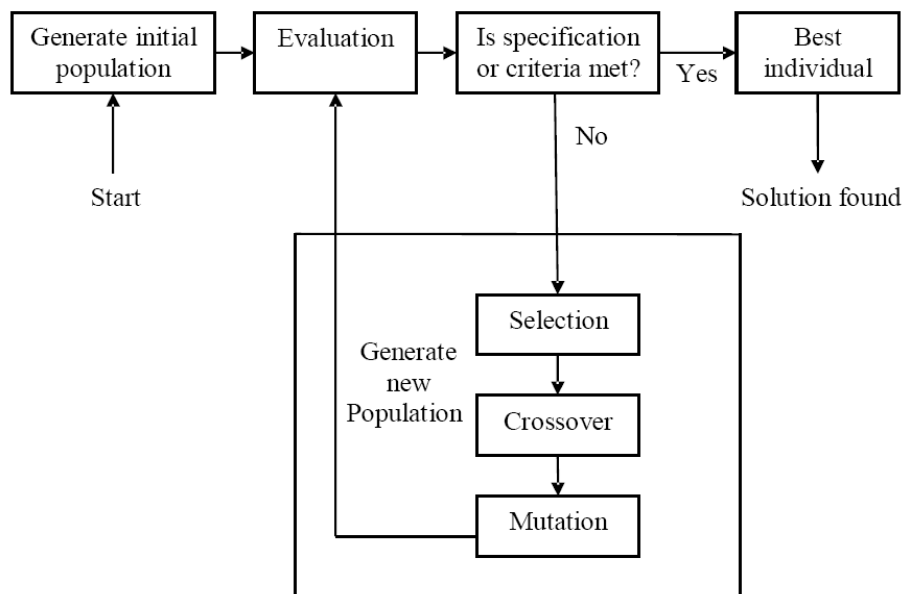 Generate initial
population
Evaluation
Is specification
or criteria met?
Yes
Best
individual
No
Start
Solution found
Selection
Generate
new
Population
Crossover
Mutation